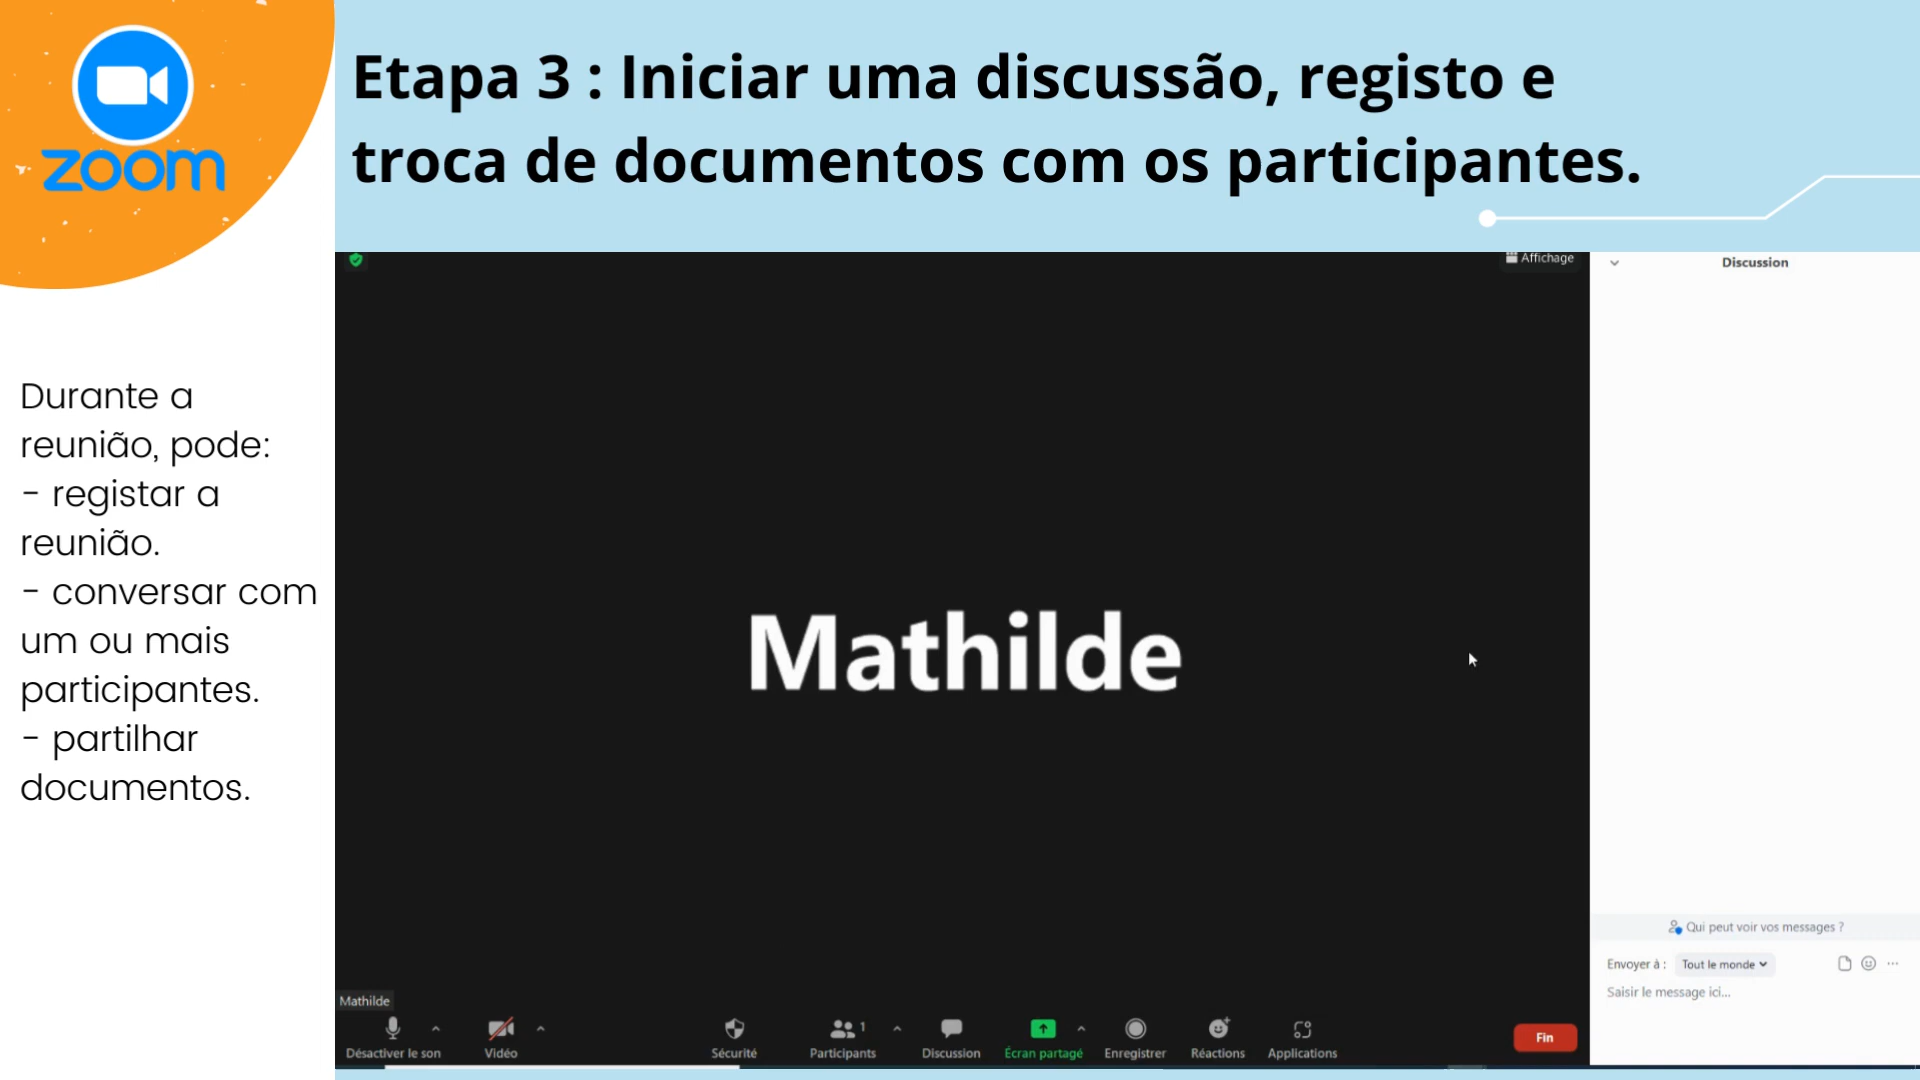 zoom
Etapa 3 : Iniciar uma discussão, registo e
troca de documentos com os participantes.
Durante a
reunião, pode:
- registar a
reunião.
- conversar com
um ou mais
participantes.
- partilhar
documentos.
Affichage
Mathilde
Mathilde
Désactiver le son
Vidéo
Sécurité
Participants
1
Discussion
Écran partagé
Enregistrer
Réactions
Applications
Fin
Discussion
Qui peut voir vos messages ?
Envoyer à : Tout le monde
Saisir le message ici...